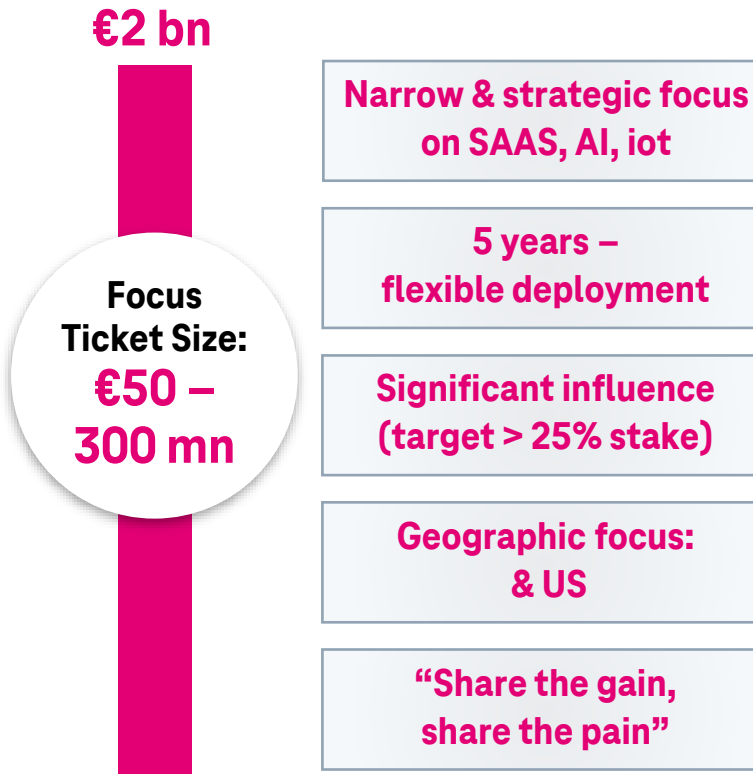 €2 bn
Focus
Ticket Size:
€50 –
300 mn
Narrow & strategic focus
on SAAS, AI, iot
5 years –
flexible deployment
Significant influence
(target > 25% stake)
Geographic focus:
& US
“Share the gain,
share the pain”